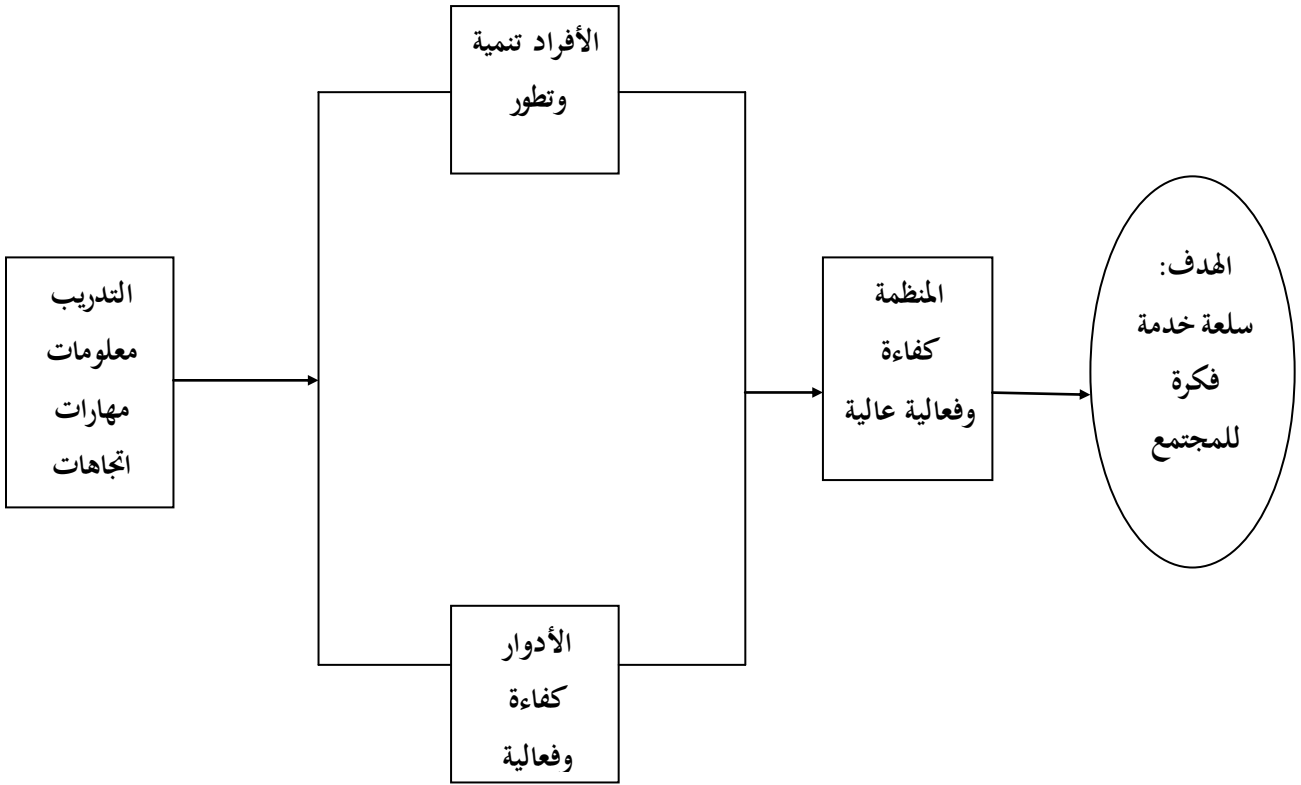 الأفراد تنمية
وتطور
التدريب
معلومات
مهارات
اتجاهات
المنظمة
كفاءة
وفعالية عالية
الهدف:
سلعة خدمة
فكرة
للمجتمع
الأدوار
كفاءة
وفعالية